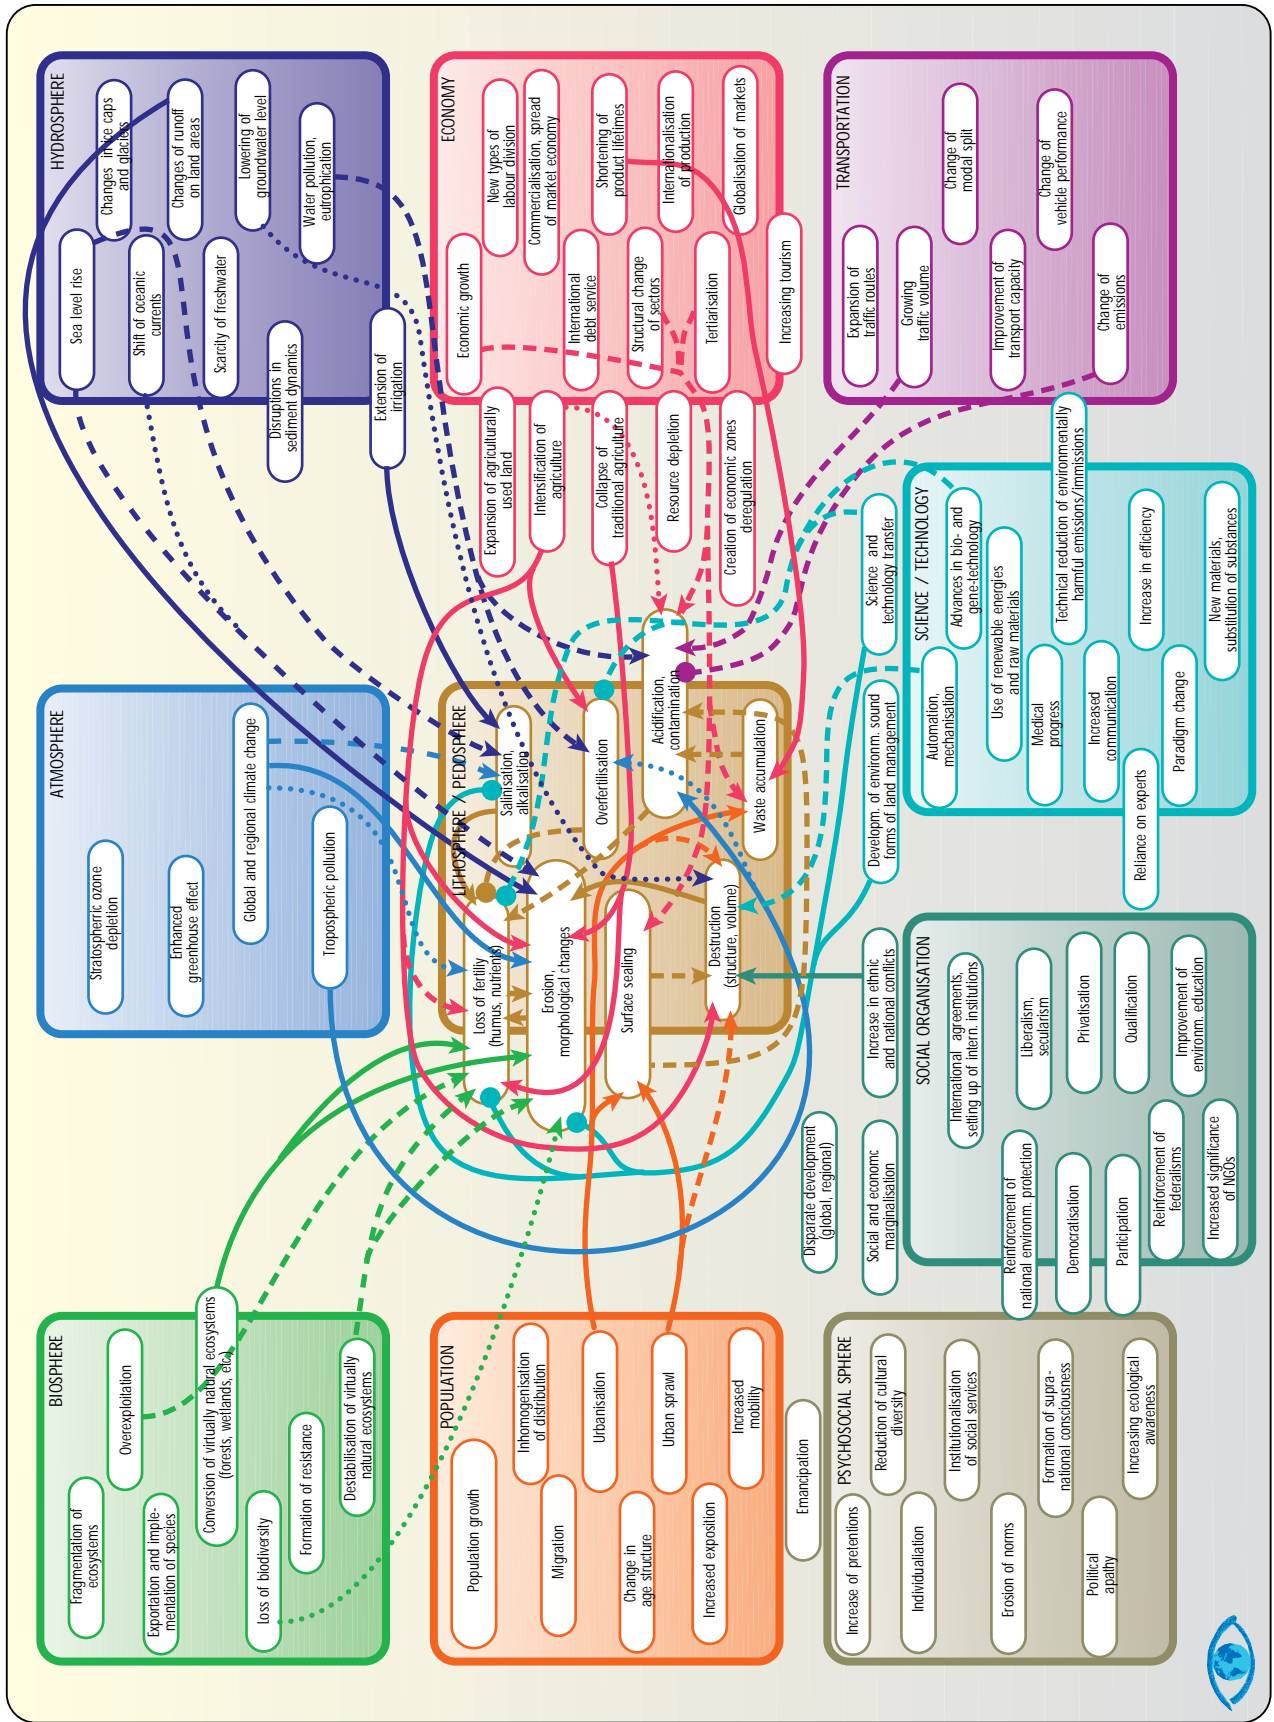 BIOSPHERE
Fragmentation of
ecosystems
Overexploitation
Exportation and imple-
mentation of species
Conversion of virtually natural ecosystems
(forests, wetlands, etc)
Loss of biodiversity
Formation of resistance
Destabilisation of virtually
natural ecosystems
ATMOSPHERE
Stratospherric ozone
depletion
Enhanced
greenhouse effect
Global and regional climate change
Tropospheric pollution
HYDROSPHERE
Sea level rise
Changes in ice caps
and glaciers
Shift of oceanic
currents
Changes of runoff
on land areas
Scarcity of freshwater
Lowering of
groundwater level
Disruptions in
sediment dynamics
Water pollution,
eutrophication
Extension of
irrigation
POPULATION
Population growth
Inhomogenisation
of distribution
Migration
Urbanisation
Change in
age structure
Urban sprawl
Increased exposition
Increased
mobility
Emancipation
LITHOSPHERE / PEDOSPHERE
Loss of fertiliy
(humus, nutrients)
Salinisation,
alkalisation
Erosion,
morphological changes
Overfertilisation
Surface sealing
Acidification,
contamination
Destruction
(structure, volume)
Waste accumulation
ECONOMY
Economic growth
New types of
labour division
Commercialisation, spread
of market economy
Expansion of agriculturally
used land
Intensification of
agriculture
International
debt service
Shortening of
product lifetimes
Collapse of
traditional agriculture
Structural change
of sectors
Internationalisation
of production
Resource depletion
Tertiarisation
Globalisation of markets
Creation of economic zones
deregulation
Increasing tourism
PSYCHOSOCIAL SPHERE
Increase of pretentions
Reduction of cultural
diversity
Individualiation
Institutionalisation
of social services
Erosion of norms
Formation of supra-
national consciousness
Political
apathy
Increasing ecological
awareness
SOCIAL ORGANISATION
Disparate development
(global, regional)
Social and economc
marginalisation
Increase in ethnic
and national conflicts
International agreements,
setting up of intern. institutions
Reinforcement of
national environm. protection
Liberalism,
secularism
Democratisation
Privatisation
Participation
Qualification
Reinforcement of
federalisms
Improvement of
environm. education
Increased significance
of NGOs
SCIENCE / TECHNOLOGY
Developm. of environm. sound
forms of land management
Science and
technology transfer
Automation,
mechanisation
Advances in bio- and
gene-technology
Use of renewable energies
and raw materials
Medical
progress
Technical reduction of environmentally
harmful emissions/immissions
Increased
communication
Reliance on experts
Increase in efficiency
Paradigm change
New materials,
substitution of substances
TRANSPORTATION
Expansion of
traffic routes
Growing
traffic volume
Change of
modal split
Improvement of
transport capacity
Change of
vehicle performance
Change of
emissions